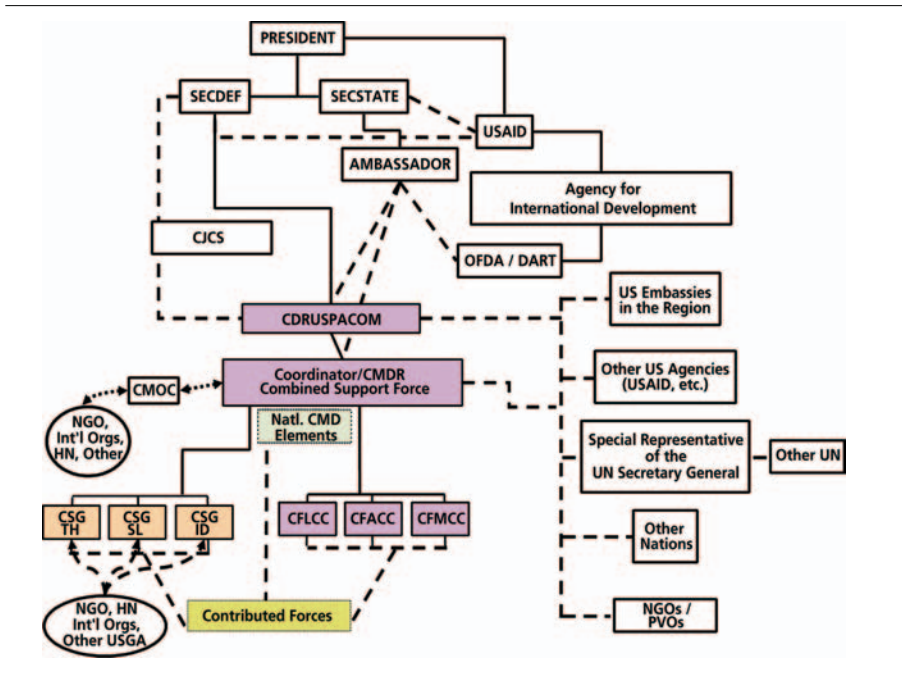 PRESIDENT
SECDEF
SECSTATE
USAID
AMBASSADOR
Agency for
International Development
CJCS
OFDA / DART
US Embassies
in the Region
CDRUSPACOM
Coordinator/CMDR
Combined Support Force
Other US Agencies
(USAID, etc.)
CMOC
NGO,
Int'l Orgs,
HN, Other
Natl. CMD
Elements
Special Representative
of the
UN Secretary General
Other UN
CSG
TH
CSG
SL
CSG
ID
CFLCC
CFACC
CFMCC
Other
Nations
NGO, HN
Int'l Orgs,
Other USGA
Contributed Forces
NGOs /
PVOs